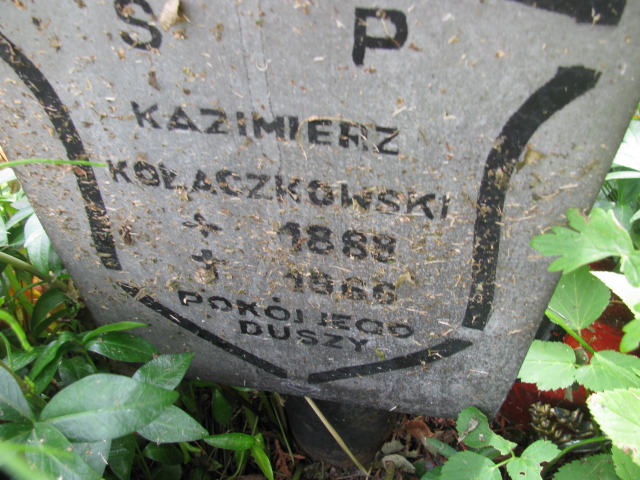 Ś P
KAZIMIERZ
KOŁACZKOWSKI
1888
1966
POKÓJ JEGO
DUSZY